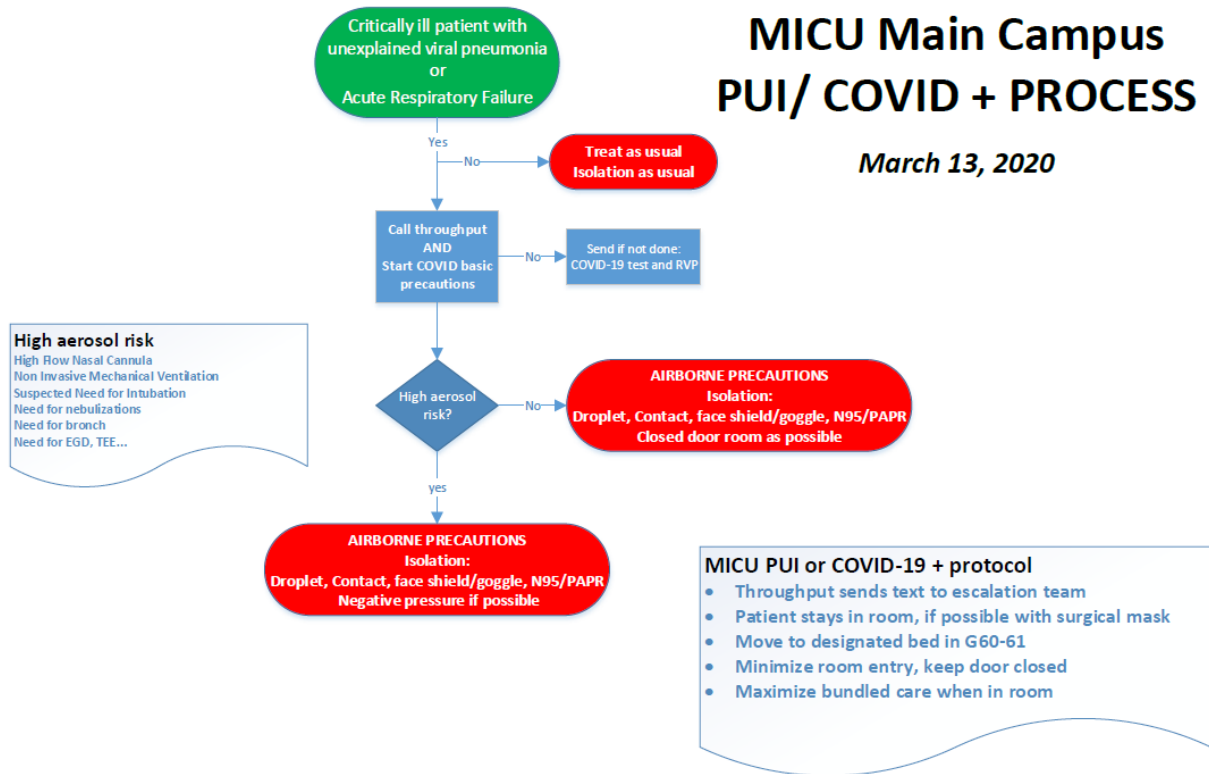 MICU Main Campus
PUI/ COVID + PROCESS
March 13, 2020
Critically ill patient with
unexplained viral pneumonia
or
Acute Respiratory Failure
Yes
No
Treat as usual
Isolation as usual
Call throughput
AND
Start COVID basic
precautions
No
Send if not done:
COVID-19 test and RVP
High aerosol risk
High Flow Nasal Cannula
Non Invasive Mechanical Ventilation
Suspected Need for Intubation
Need for nebulizations
Need for bronch
Need for EGD, TEE...
High aerosol
risk?
No
AIRBORNE PRECAUTIONS
Isolation:
Droplet, Contact, face shield/goggle, N95/PAPR
Closed door room as possible
yes
AIRBORNE PRECAUTIONS
Isolation:
Droplet, Contact, face shield/goggle, N95/PAPR
Negative pressure if possible
MICU PUI or COVID-19 + protocol
• Throughput sends text to escalation team
• Patient stays in room, if possible with surgical mask
• Move to designated bed in G60-61
• Minimize room entry, keep door closed
• Maximize bundled care when in room